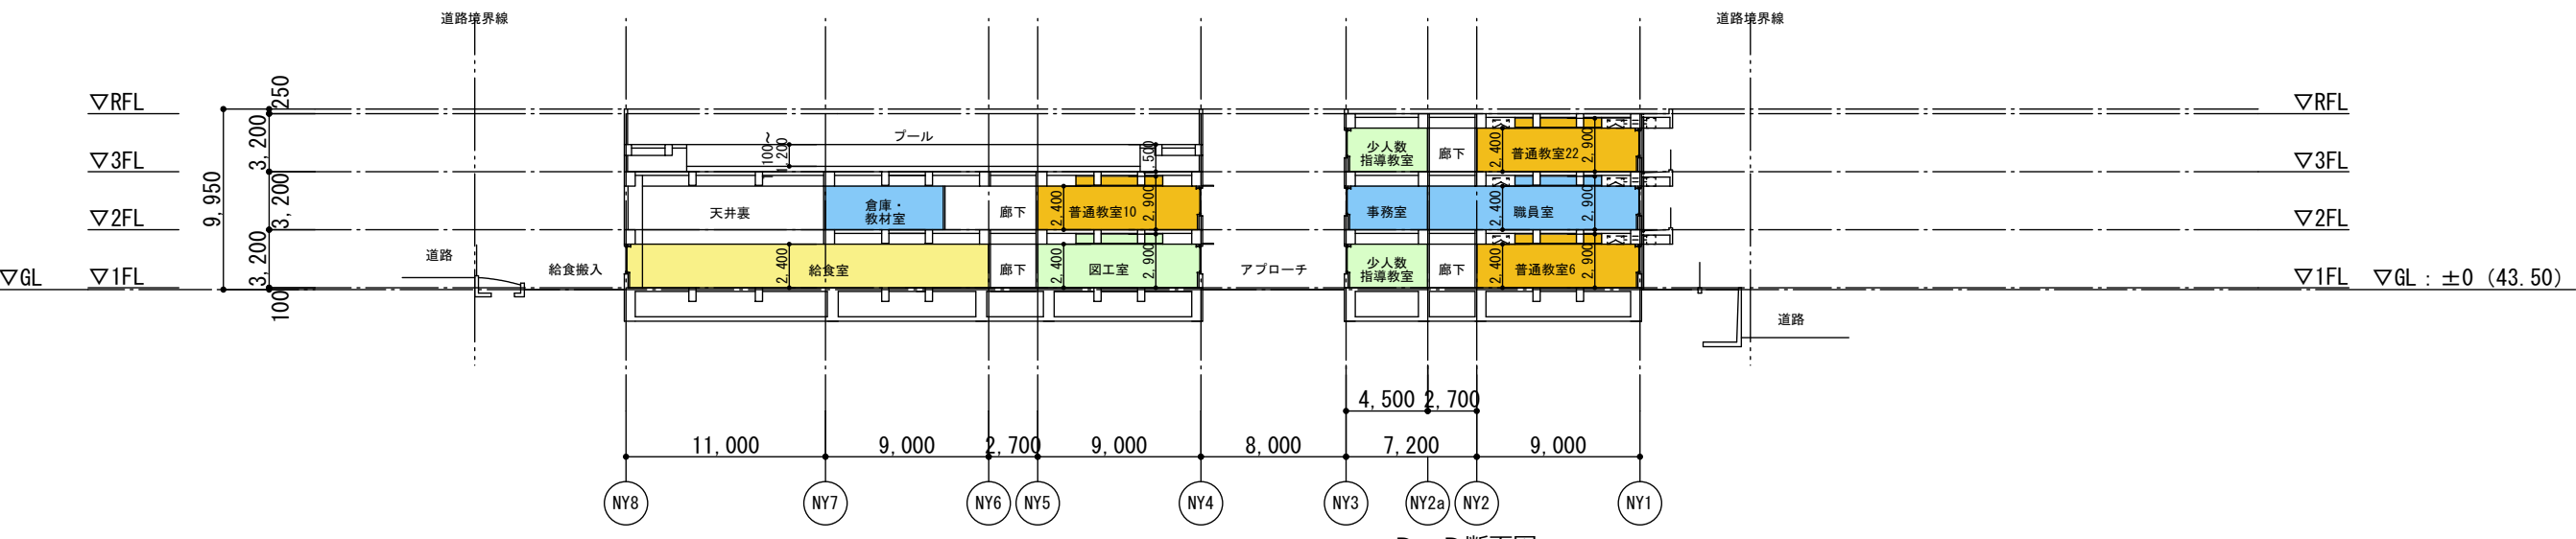 道路境界線
道路境界線
▽RFL
250
▽RFL
3,200
プール
1,100~
1,200
500
少人数
指導教室
廊下
2,400
普通教室22
2,900
▽3FL
▽3FL
9,950
3,200
天井裏
倉庫・
教材室
廊下
2,400
普通教室10
2,900
事務室
2,400
職員室
2,900
▽2FL
▽2FL
3,200
道路
給食搬入
2,400
給食室
廊下
2,400
図工室
2,900
アプローチ
少人数
指導教室
廊下
2,400
普通教室6
2,900
▽GL
▽1FL
▽1FL
▽GL : ±0 (43.50)
100
道路
4,500
2,700
11,000
9,000
2,700
9,000
8,000
7,200
9,000
NY8
NY7
NY6
NY5
NY4
NY3
NY2a
NY2
NY1